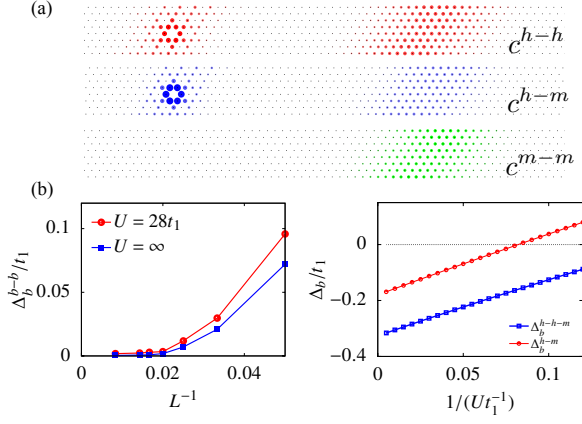 (a)
c^{h-h}
c^{h-m}
c^{m-m}
(b)
Δ_b^{b-b}/t_1
0.1
0.05
0
U = 28t_1
U = ∞
0 0.02 0.04
L^{-1}
Δ_b/t_1
0
−0.2
−0.4
Δ_b^{h-h-m}
Δ_b^{h-m}
0.05 0.1
1/(Ut_1^{-1})